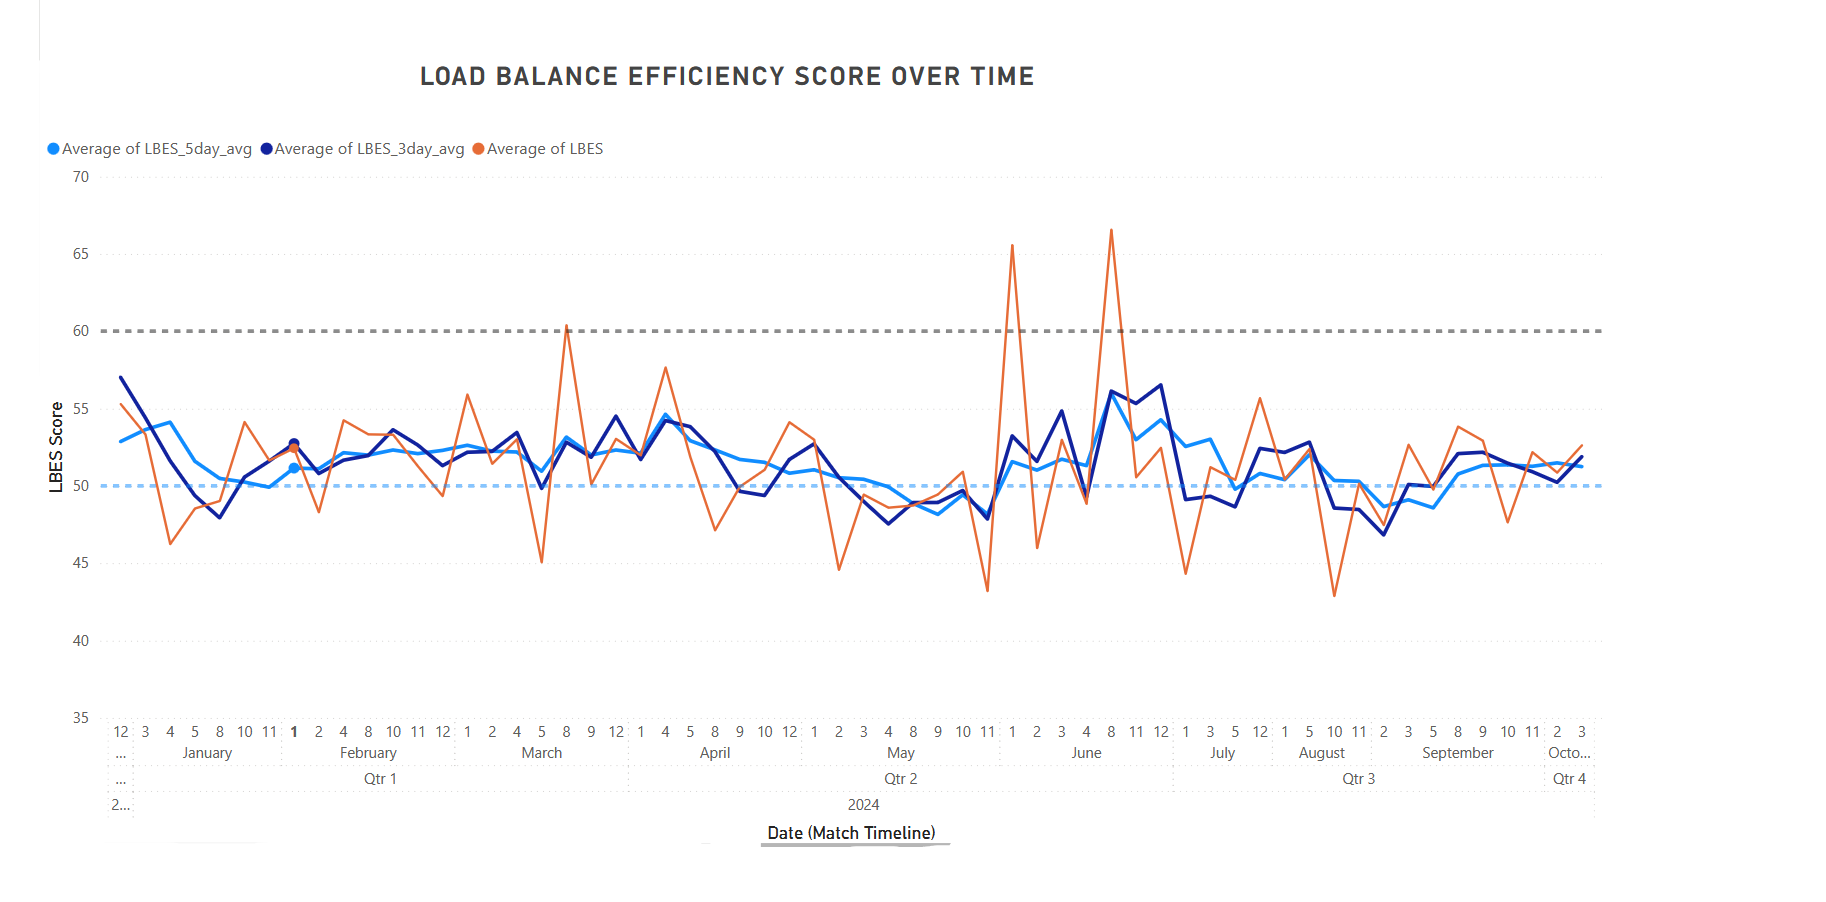 LOAD BALANCE EFFICIENCY SCORE OVER TIME
Average of LBES_5day_avg Average of LBES_3day_avg Average of LBES
70
65
60
55
50
45
40
35
LBES Score
12 3 4 5 8 10 11 1 2 4 8 10 11 12 1 2 4 5 8 9 12 1 4 5 8 9 10 12 1 2 3 4 8 9 10 11 1 2 3 4 8 11 12 1 3 5 12 1 5 10 11 2 3 5 8 9 10 11 2 3
... January February March April May June July August September Octo...
... Qtr 1 Qtr 2 Qtr 3 Qtr 4
2... 2024
Date (Match Timeline)